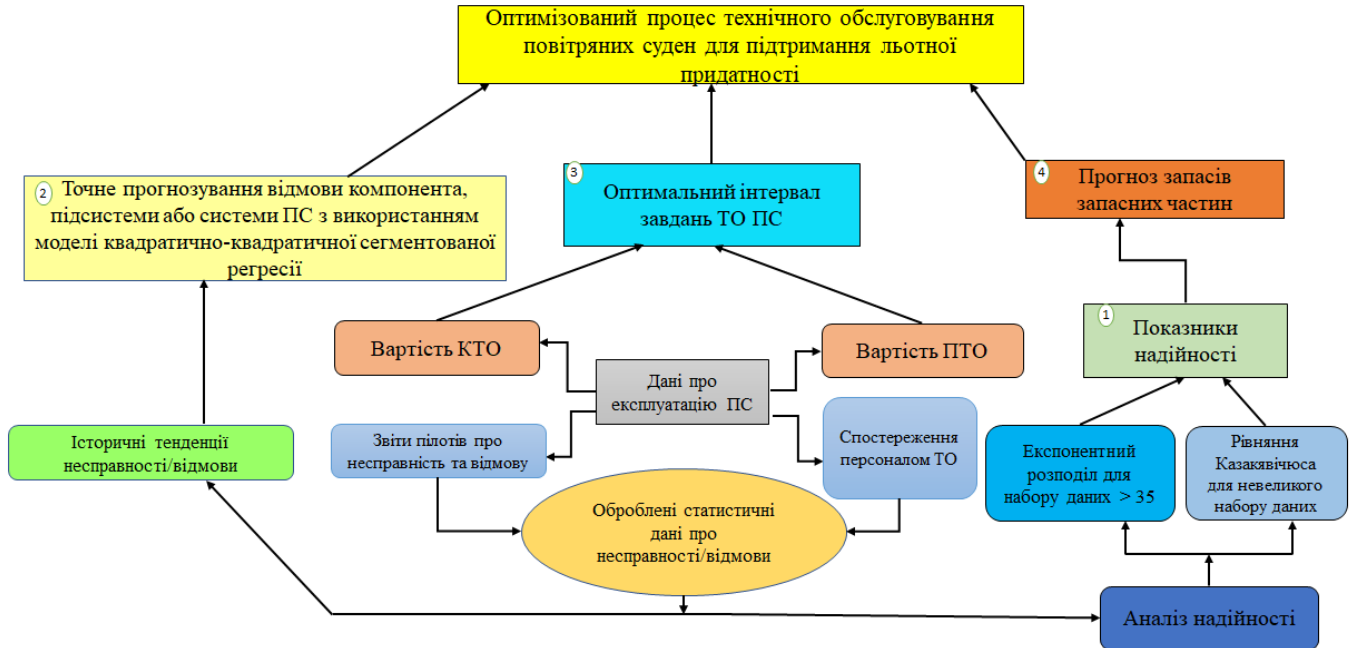 Оптимізований процес технічного обслуговування
повітряних суден для підтримання льотної
придатності
2
Точне прогнозування відмови компонента,
підсистеми або системи ПС з використанням
моделі квадратично-квадратичної сегментованої
регресії
3
Оптимальний інтервал
завдань ТО ПС
4
Прогноз запасів
запасних частин
1
Показники
надійності
Вартість КТО
Дані про
експлуатацію ПС
Вартість ПТО
Історичні тенденції
несправності/відмови
Звіти пілотів про
несправність та відмову
Спостереження
персоналом ТО
Експонентний
розподіл для
набору даних > 35
Рівняння
Казакявічюса
для невеликого
набору даних
Оброблені статистичні
дані про
несправності/відмови
Аналіз надійності